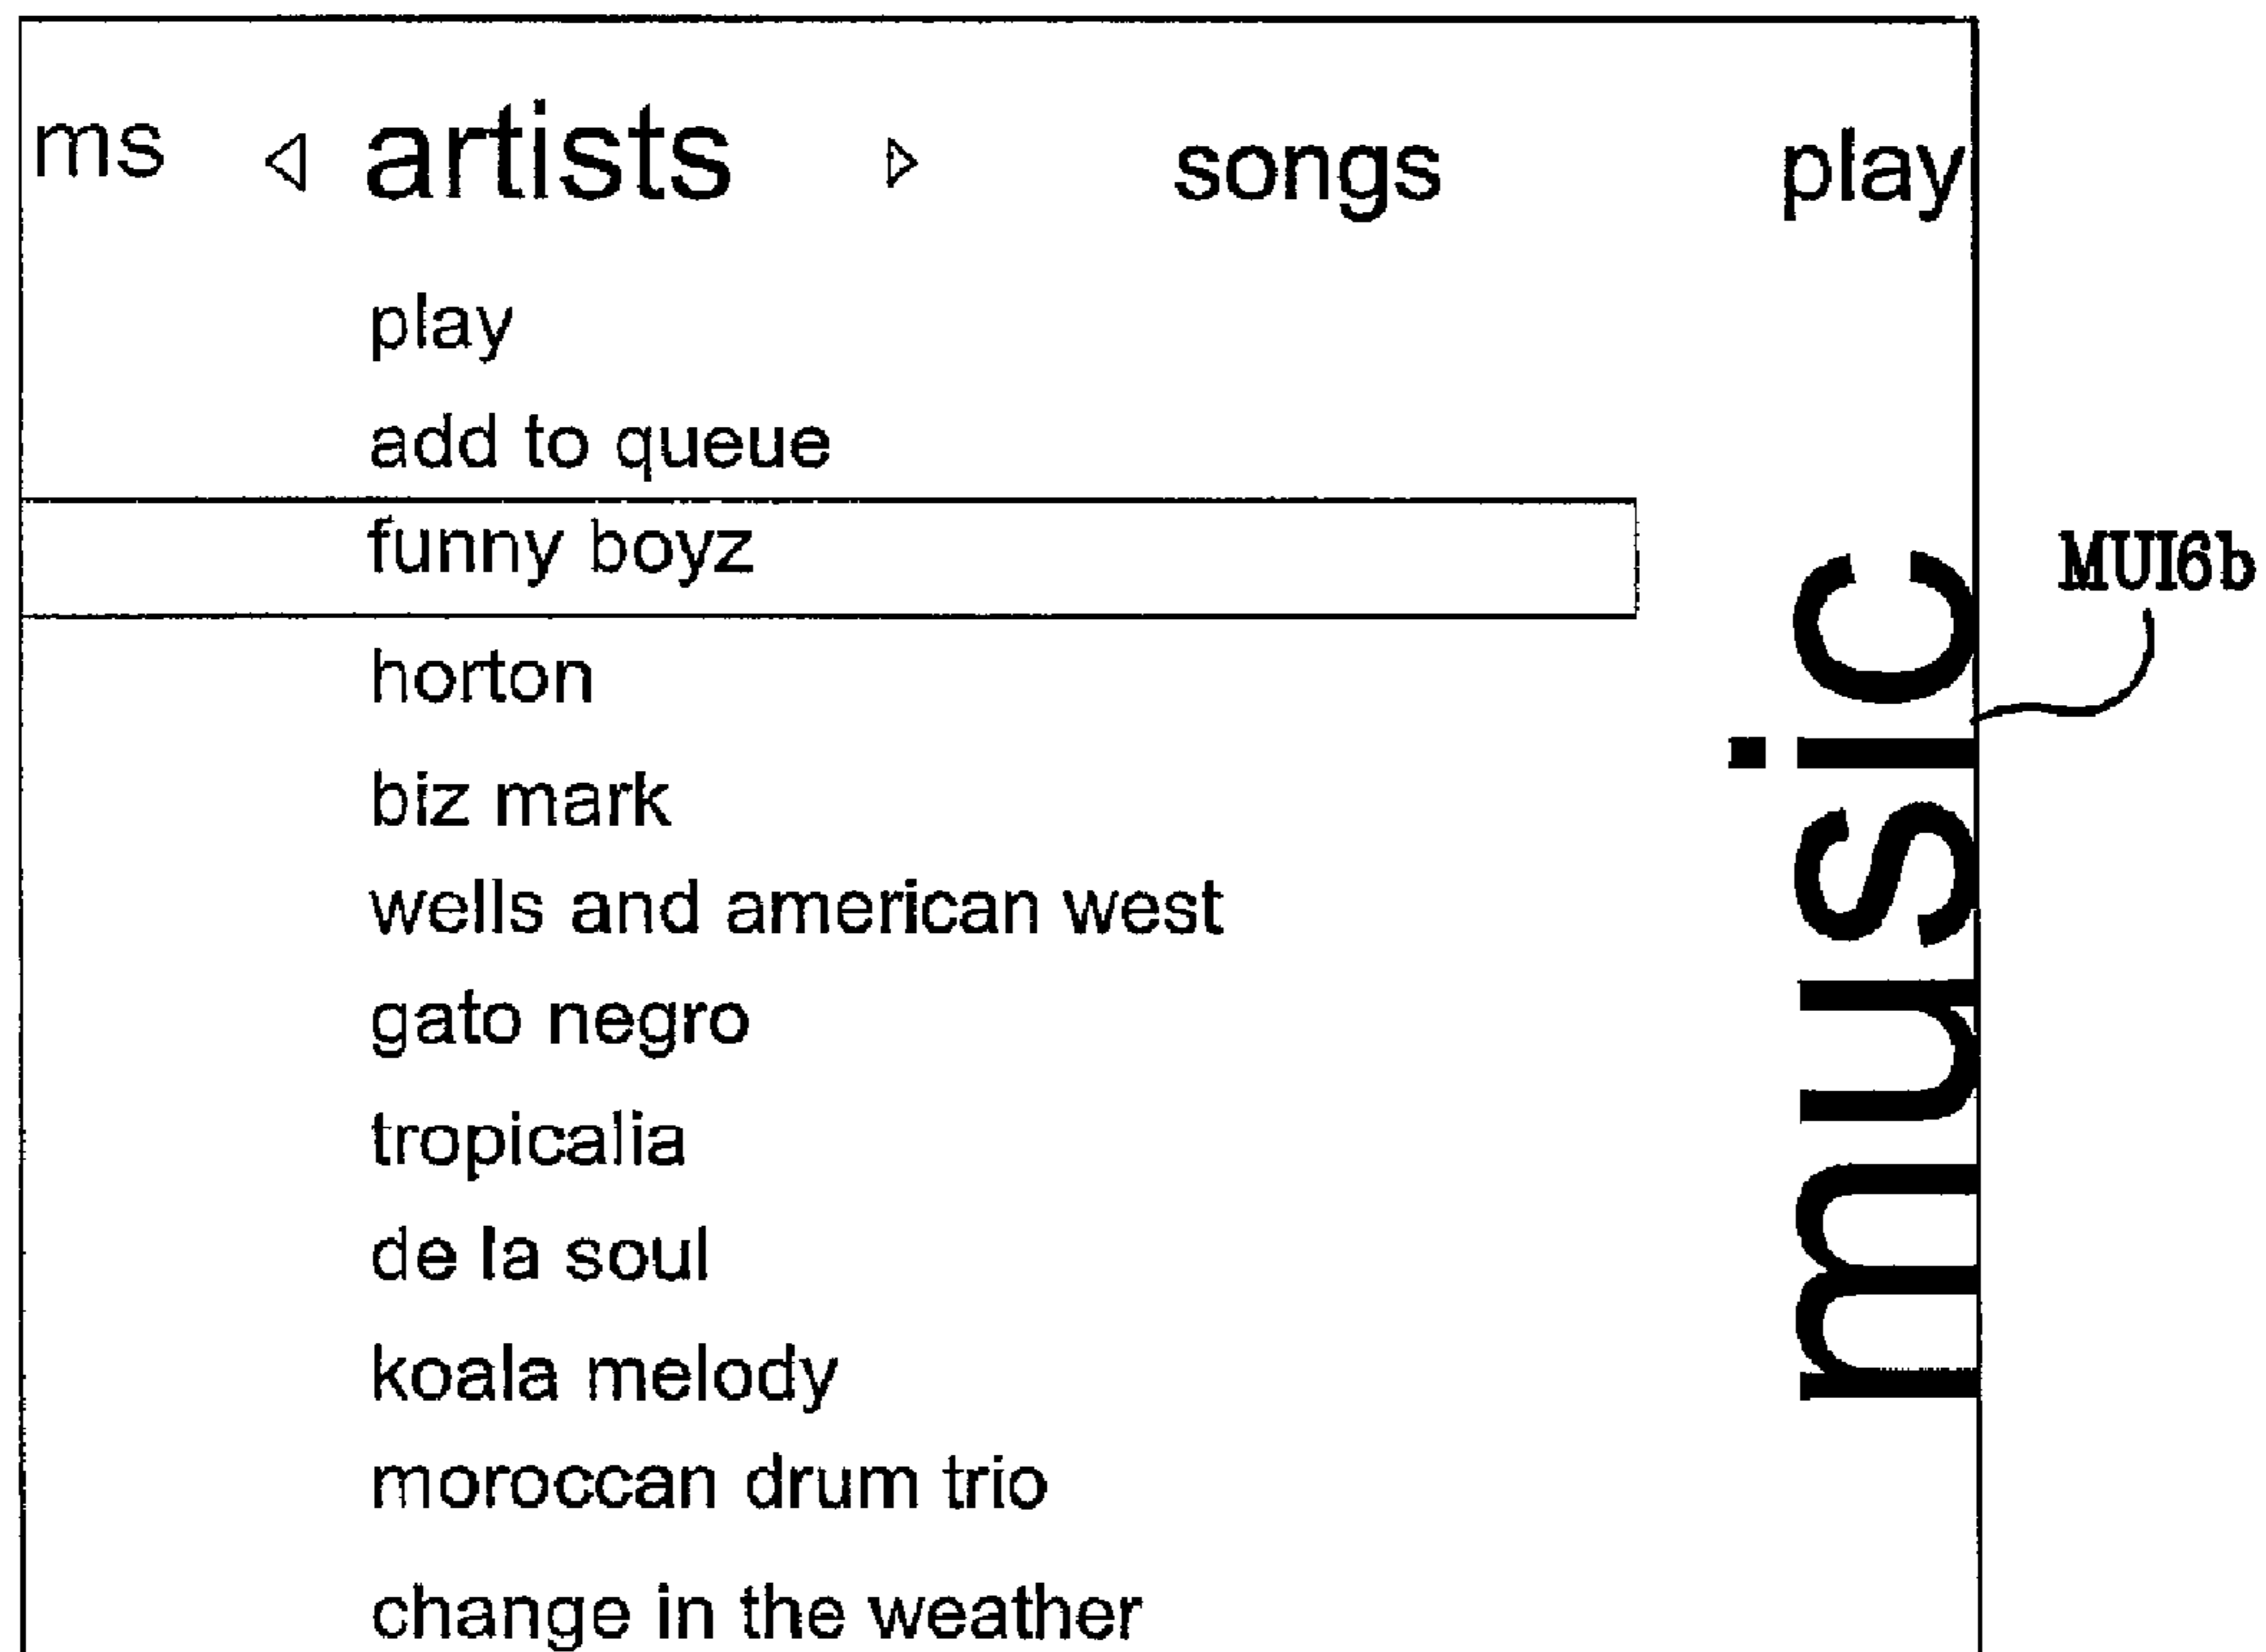 ms ◁ artists ▷ songs play
play
add to queue
funny boyz
horton
biz mark
wells and american west
gato negro
tropicalia
de la soul
koala melody
moroccan drum trio
change in the weather
music
MUI6b